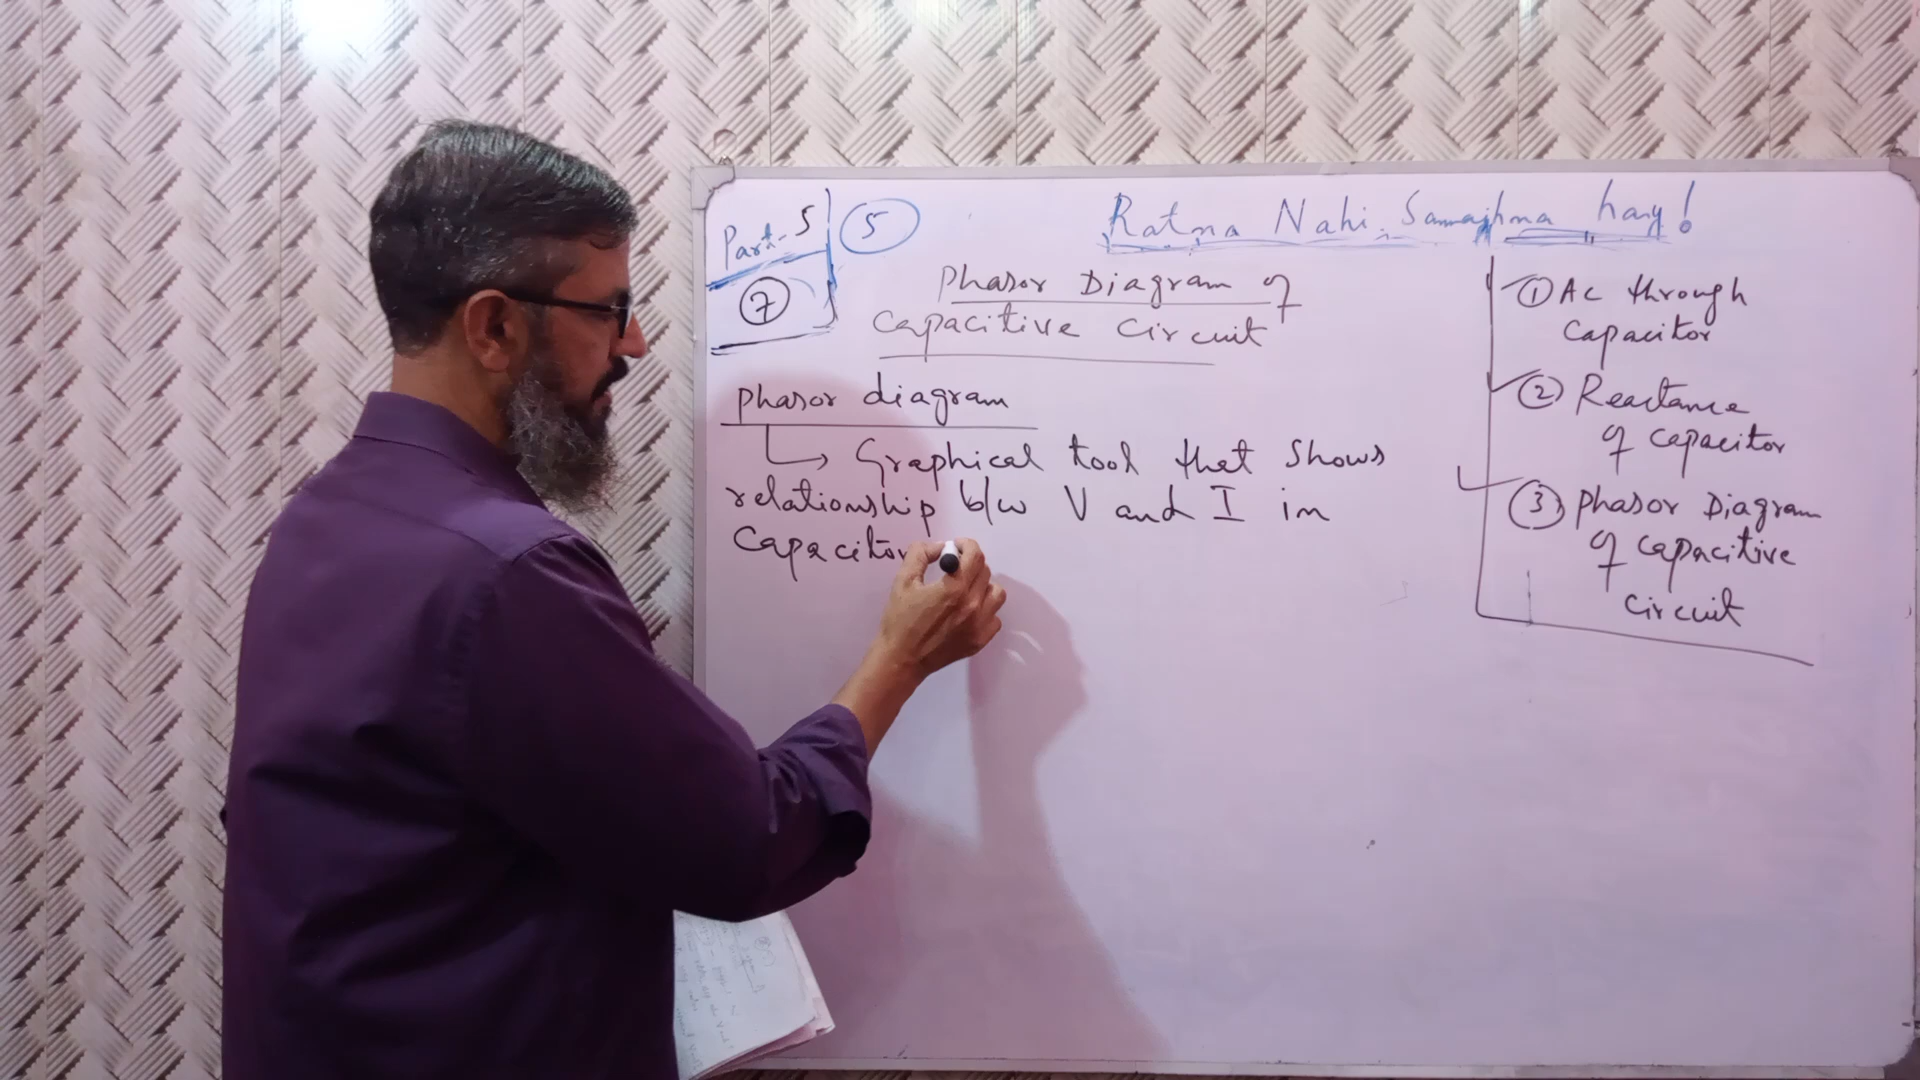 Part-5
5
7
Ratna Nahi Samajhna hay!
Phasor Diagram of
Capacitive Circuit
phasor diagram
Graphical tool that shows
relationship b/w V and I in
Capacitor
① Ac through
Capacitor
② Reactance
of capacitor
③ phasor Diagram
of capacitive
circuit